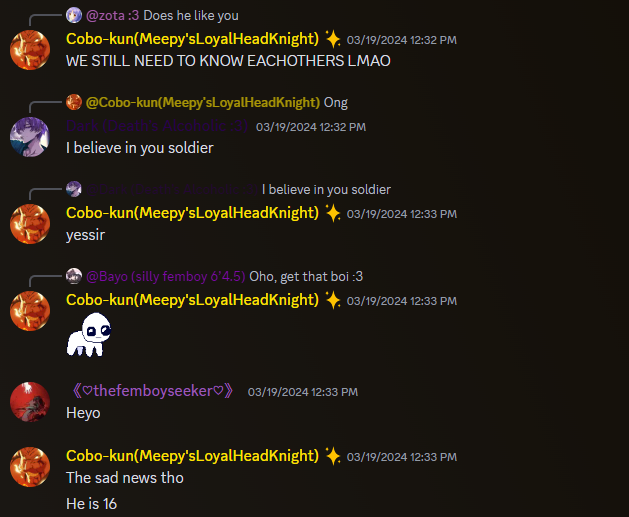 @zota :3 Does he like you
Cobo-kun(Meepy'sLoyalHeadKnight) 03/19/2024 12:32 PM
WE STILL NEED TO KNOW EACHOTHERS LMAO
@Cobo-kun(Meepy'sLoyalHeadKnight) Ong
03/19/2024 12:32 PM
I believe in you soldier
I believe in you soldier
Cobo-kun(Meepy'sLoyalHeadKnight) 03/19/2024 12:33 PM
yessir
@Bayo (silly femboy 6'4.5) Oho, get that boi :3
Cobo-kun(Meepy'sLoyalHeadKnight) 03/19/2024 12:33 PM
《♡thefemboyseeker♡》 03/19/2024 12:33 PM
Heyo
Cobo-kun(Meepy'sLoyalHeadKnight) 03/19/2024 12:33 PM
The sad news tho
He is 16